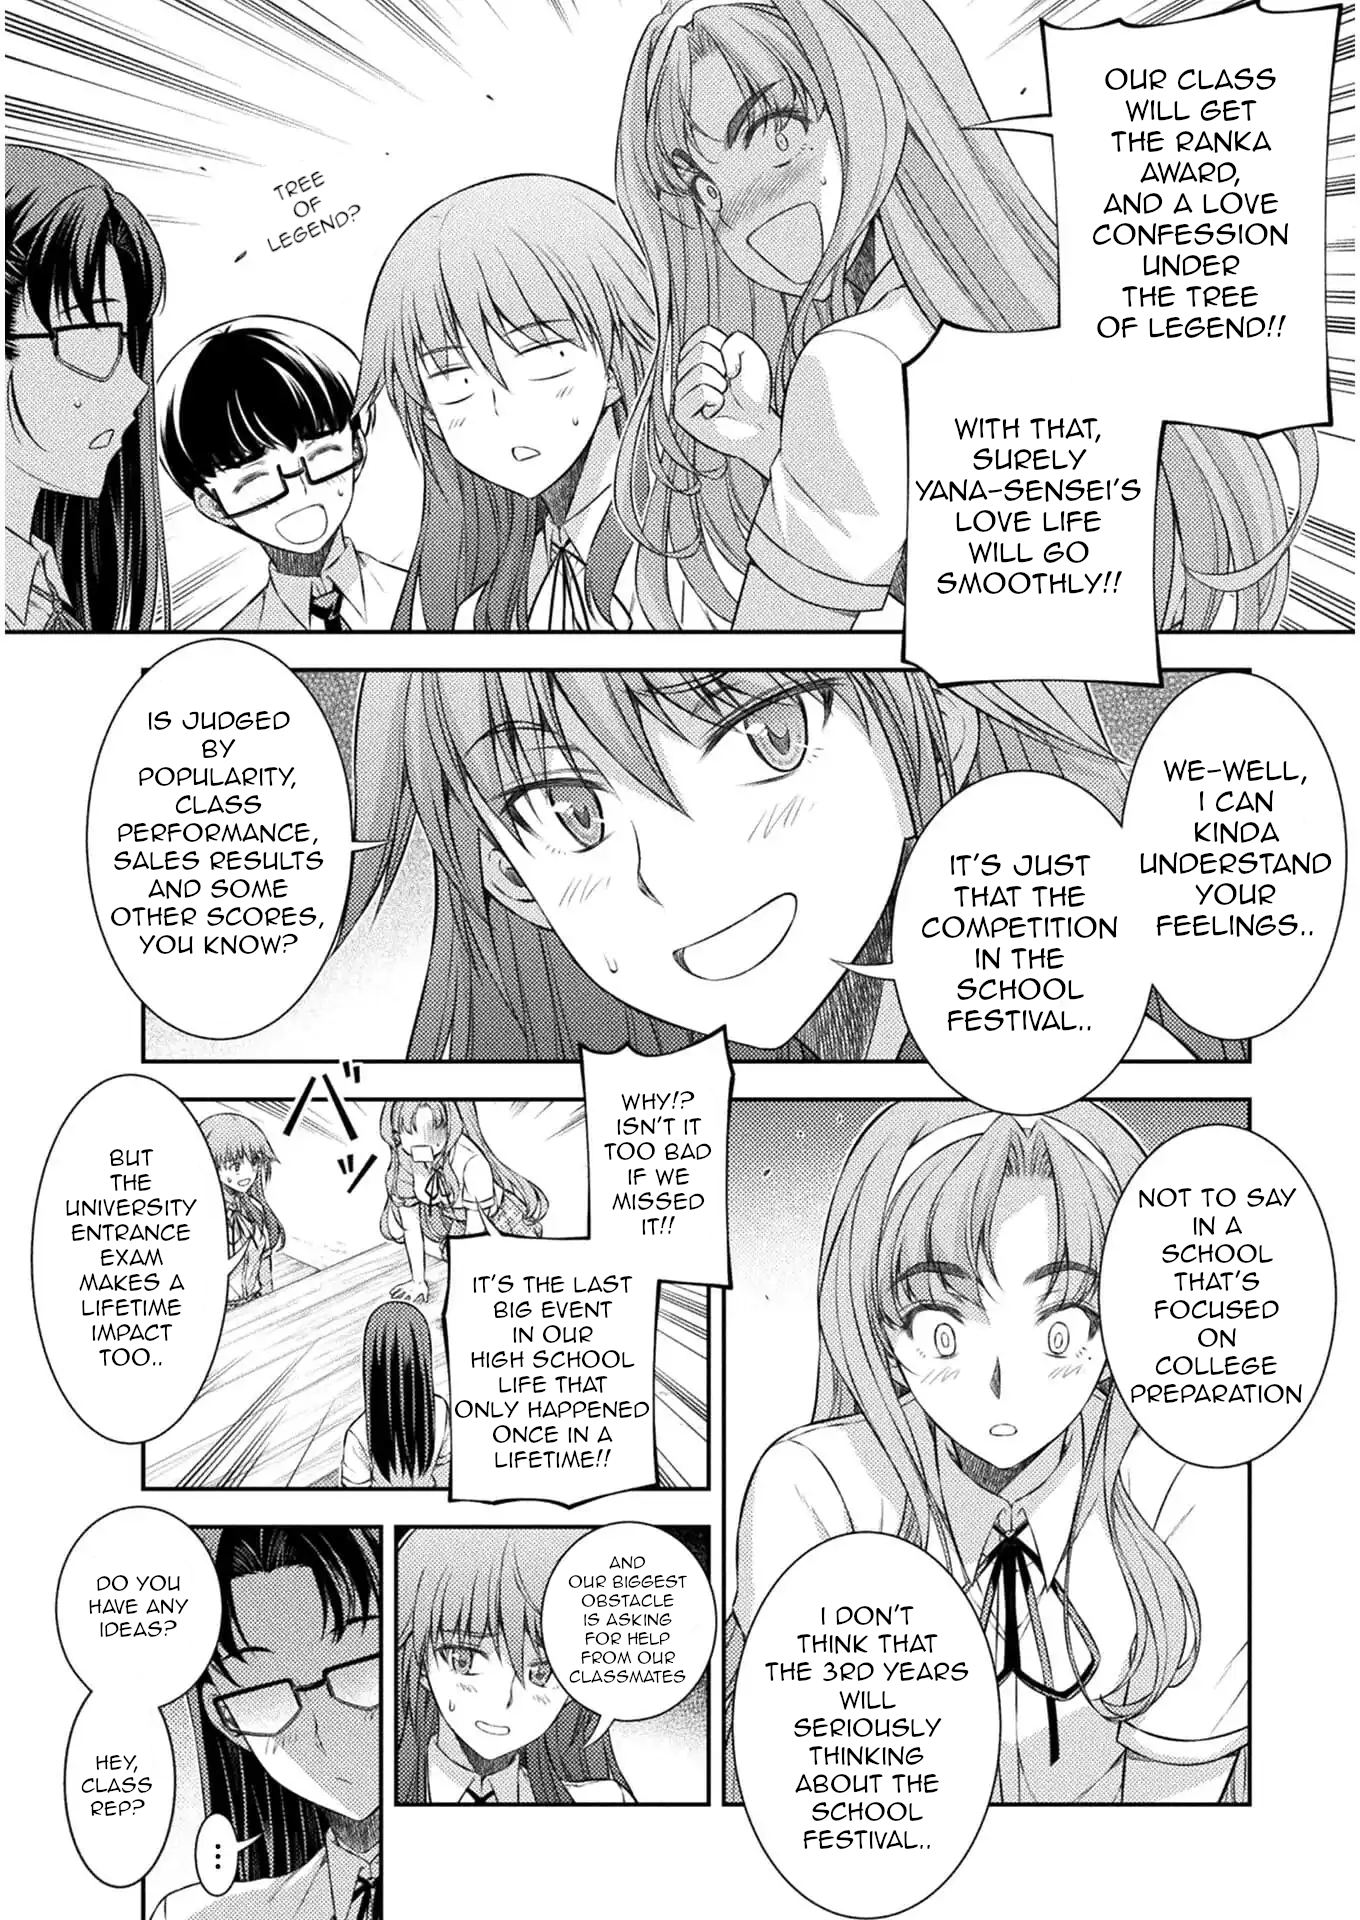 OUR CLASS
WILL GET
THE RANKA
AWARD,
AND A LOVE
CONFESSION
UNDER
THE TREE
OF LEGEND!!
WITH THAT,
SURELY
YANA-SENSEI'S
LOVE LIFE
WILL GO
SMOOTHLY!!
TREE
OF
LEGEND?
WE-WELL,
I CAN
KINDA
UNDERSTAND
YOUR
FEELINGS..
IT'S JUST
THAT THE
COMPETITION
IN THE
SCHOOL
FESTIVAL..
IS JUDGED
BY
POPULARITY,
CLASS
PERFORMANCE,
SALES RESULTS
AND SOME
OTHER SCORES,
YOU KNOW?
NOT TO SAY
IN A
SCHOOL
THAT'S
FOCUSED
ON
COLLEGE
PREPARATION
I DON'T
THINK THAT
THE 3RD YEARS
WILL
SERIOUSLY
THINKING
ABOUT THE
SCHOOL
FESTIVAL..
WHY!?
ISN'T IT
TOO BAD
IF WE
MISSED
IT!!
IT'S THE LAST
BIG EVENT
IN OUR
HIGH SCHOOL
LIFE THAT
ONLY HAPPENED
ONCE IN A
LIFETIME!!
バンッ
BUT
THE
UNIVERSITY
ENTRANCE
EXAM
MAKES A
LIFETIME
IMPACT
TOO..
AND
OUR BIGGEST
OBSTACLE
IS ASKING
FOR HELP
FROM OUR
CLASSMATES
DO YOU
HAVE ANY
IDEAS?
HEY,
CLASS
REP?
...